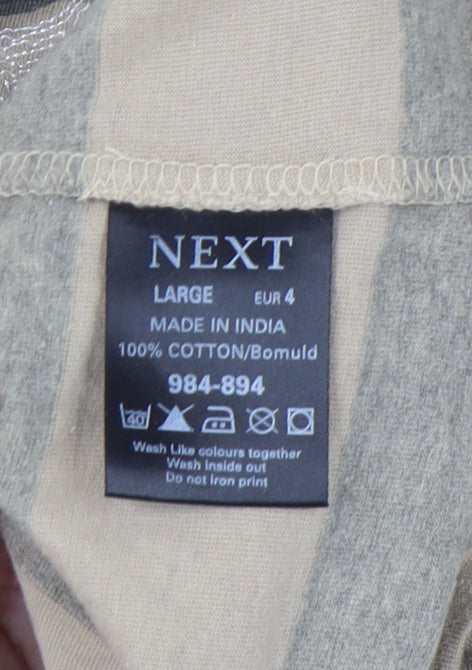 NEXT
LARGE EUR 4
MADE IN INDIA
100% COTTON/Bomuld
984-894
40
Wash Like colours together
Wash inside out
Do not iron print